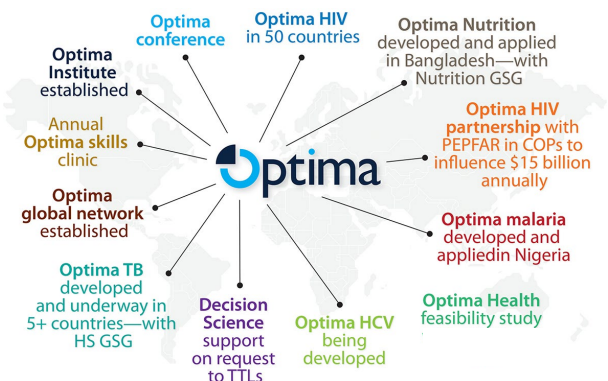 Optima
conference
Optima HIV
in 50 countries
Optima Nutrition
developed and applied
in Bangladesh—with
Nutrition GSG
Optima
Institute
established
Optima HIV
partnership with
PEPFAR in COPs to
influence $15 billion
annually
Annual
Optima skills
clinic
Optima
Optima
global network
established
Optima malaria
developed and
appliedin Nigeria
Optima TB
developed
and underway in
5+ countries—with
HS GSG
Decision
Science
support
on request
to TTLs
Optima HCV
being
developed
Optima Health
feasibility study